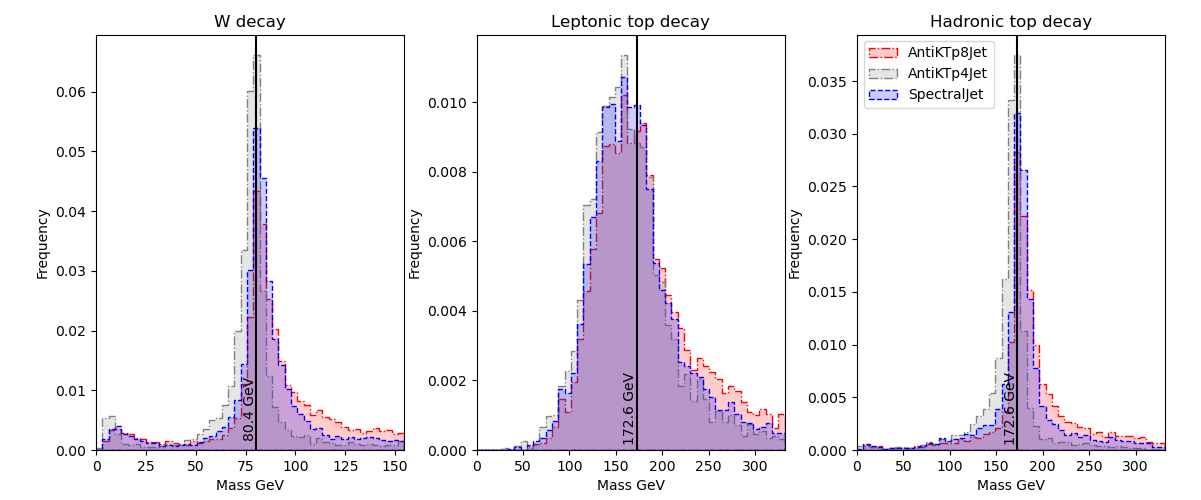 W decay
Leptonic top decay
Hadronic top decay
Frequency
0.00
0.01
0.02
0.03
0.04
0.05
0.06
80.4 GeV
0
25
50
75
100
125
150
Mass GeV
Frequency
0.000
0.002
0.004
0.006
0.008
0.010
172.6 GeV
0
50
100
150
200
250
300
Mass GeV
Frequency
0.000
0.005
0.010
0.015
0.020
0.025
0.030
0.035
AntiKTp8Jet
AntiKTp4Jet
SpectralJet
172.6 GeV
0
50
100
150
200
250
300
Mass GeV